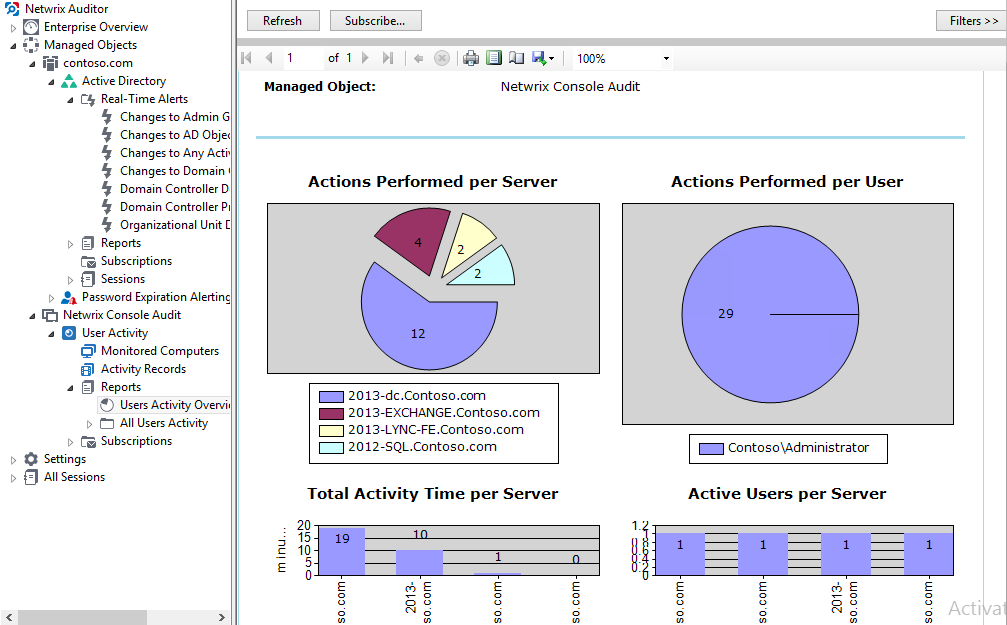 Netwrix Auditor
Enterprise Overview
Managed Objects
contoso.com
Active Directory
Real-Time Alerts
Changes to Admin G
Changes to AD Objec
Changes to Any Activ
Changes to Domain
Domain Controller D
Domain Controller Pr
Organizational Unit D
Reports
Subscriptions
Sessions
Password Expiration Alerting
Netwrix Console Audit
User Activity
Monitored Computers
Activity Records
Reports
Users Activity Overvi
All Users Activity
Subscriptions
Settings
All Sessions
Refresh Subscribe... Filters >>
1 of 1 100%
Managed Object: Netwrix Console Audit
Actions Performed per Server
4
2
2
12
2013-dc.Contoso.com
2013-EXCHANGE.Contoso.com
2013-LYNC-FE.Contoso.com
2012-SQL.Contoso.com
Actions Performed per User
29
Contoso\Administrator
Total Activity Time per Server
minu...
20
15
10
5
0
19 10 1 0
so.com
2013-
so.com
so.com
so.com
Active Users per Server
1.2
1
0.8
0.6
0.4
0.2
0
1 1 1 1
so.com
so.com
2013-
so.com
so.com
Activat